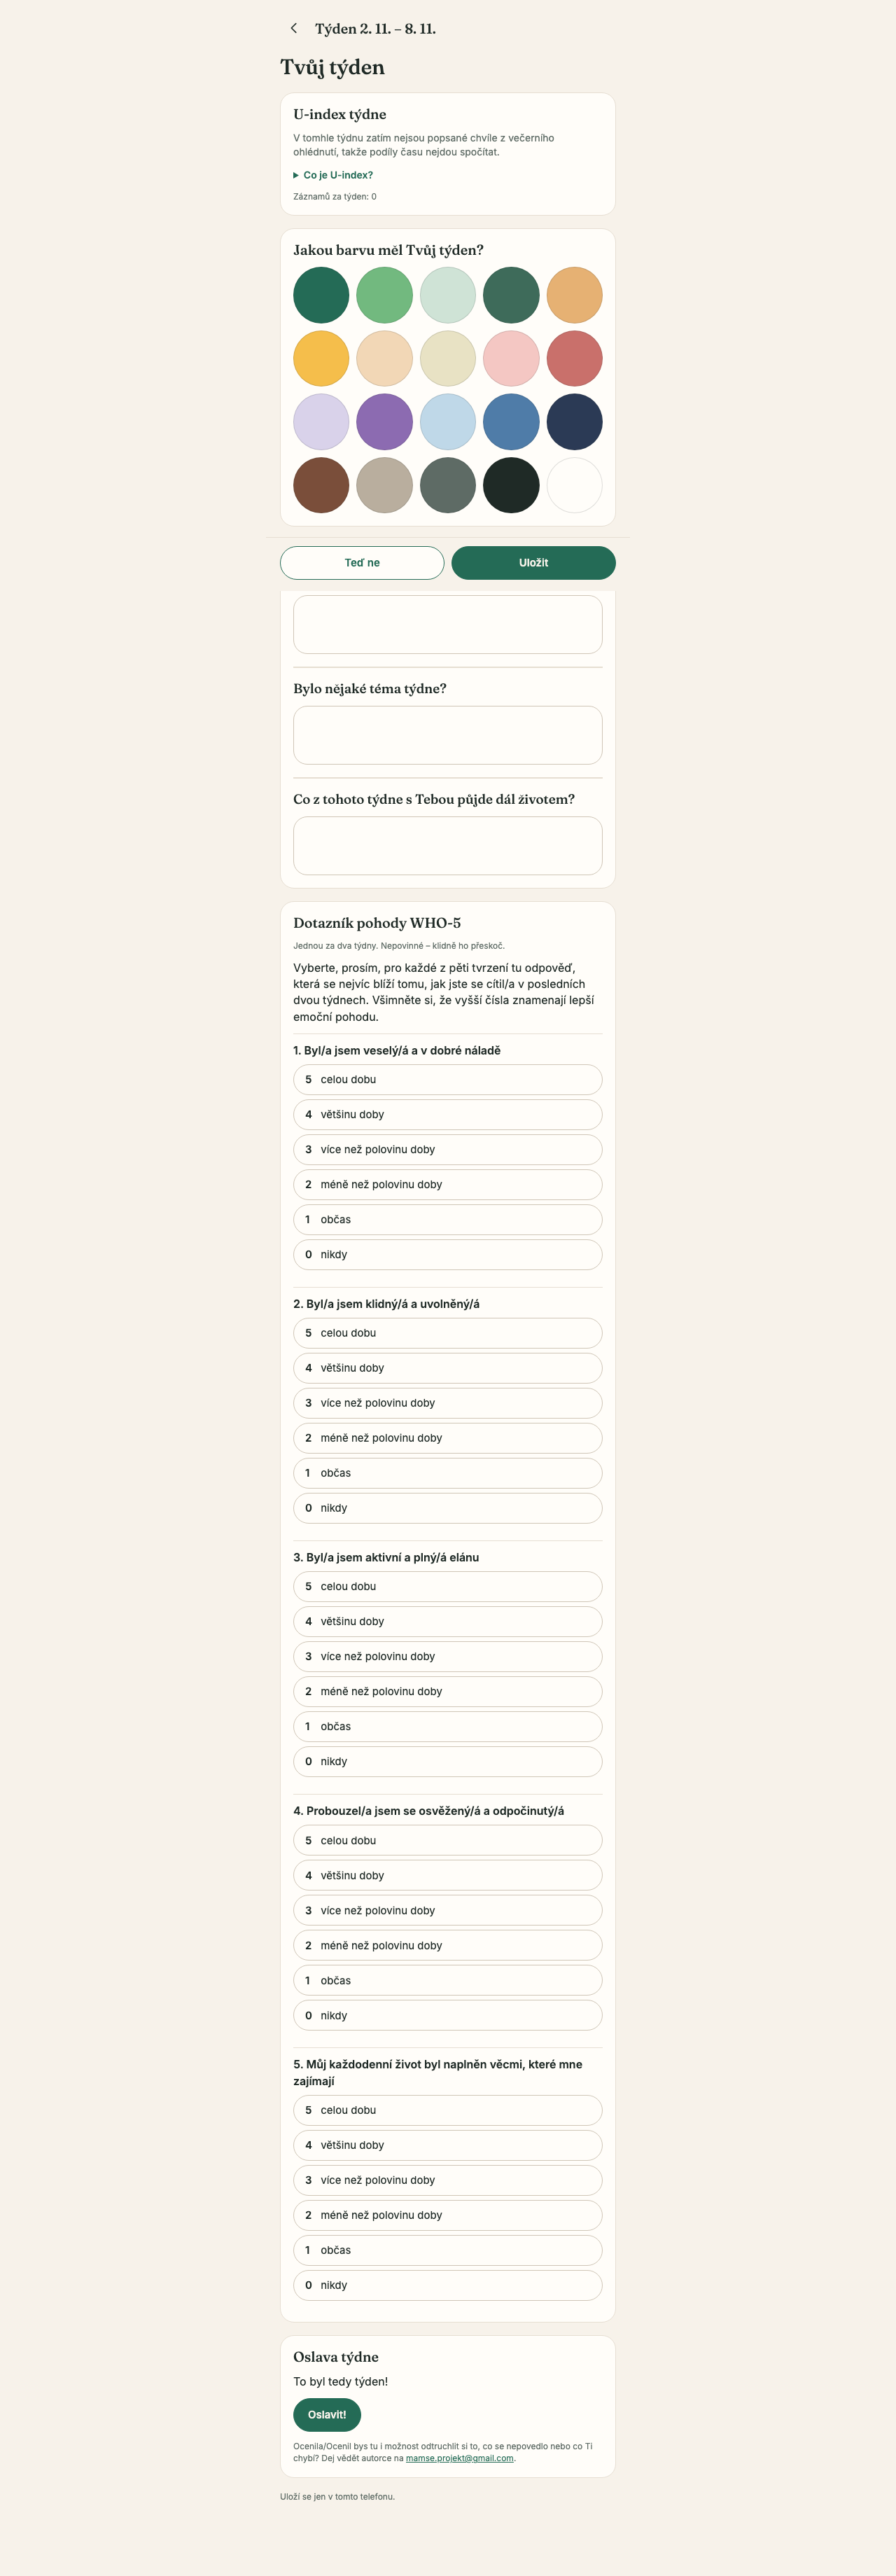 Týden 2. 11. – 8. 11.
Tvůj týden
U-index týdne
V tomhle týdnu zatím nejsou popsané chvíle z večerního
ohlédnutí, takže podíly času nejdou spočítat.
Co je U-index?
Záznamů za týden: 0
Jakou barvu měl Tvůj týden?
Teď ne
Uložit
Bylo nějaké téma týdne?
Co z tohoto týdne s Tebou půjde dál životem?
Dotazník pohody WHO-5
Jednou za dva týdny. Nepovinné – klidně ho přeskoč.
Vyberte, prosím, pro každé z pěti tvrzení tu odpověď,
která se nejvíc blíží tomu, jak jste se cítil/a v posledních
dvou týdnech. Všimněte si, že vyšší čísla znamenají lepší
emoční pohodu.
1. Byl/a jsem veselý/á a v dobré náladě
5 celou dobu
4 většinu doby
3 více než polovinu doby
2 méně než polovinu doby
1 občas
0 nikdy
2. Byl/a jsem klidný/á a uvolněný/á
5 celou dobu
4 většinu doby
3 více než polovinu doby
2 méně než polovinu doby
1 občas
0 nikdy
3. Byl/a jsem aktivní a plný/á elánu
5 celou dobu
4 většinu doby
3 více než polovinu doby
2 méně než polovinu doby
1 občas
0 nikdy
4. Probouzel/a jsem se osvěžený/á a odpočinutý/á
5 celou dobu
4 většinu doby
3 více než polovinu doby
2 méně než polovinu doby
1 občas
0 nikdy
5. Můj každodenní život byl naplněn věcmi, které mne
zajímají
5 celou dobu
4 většinu doby
3 více než polovinu doby
2 méně než polovinu doby
1 občas
0 nikdy
Oslava týdne
To byl tedy týden!
Oslavit!
Ocenila/Ocenil bys tu i možnost odtruchlit si to, co se nepovedlo nebo co Ti
chybí? Dej vědět autorce na mamse.projekt@gmail.com.
Uloží se jen v tomto telefonu.